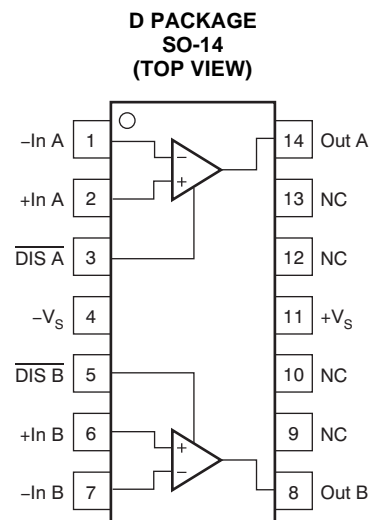 D PACKAGE
SO-14
(TOP VIEW)
–In A 1 14 Out A
+In A 2 13 NC
DIS A 3 12 NC
–VS 4 11 +VS
DIS B 5 10 NC
+In B 6 9 NC
–In B 7 8 Out B
–
+
+
–